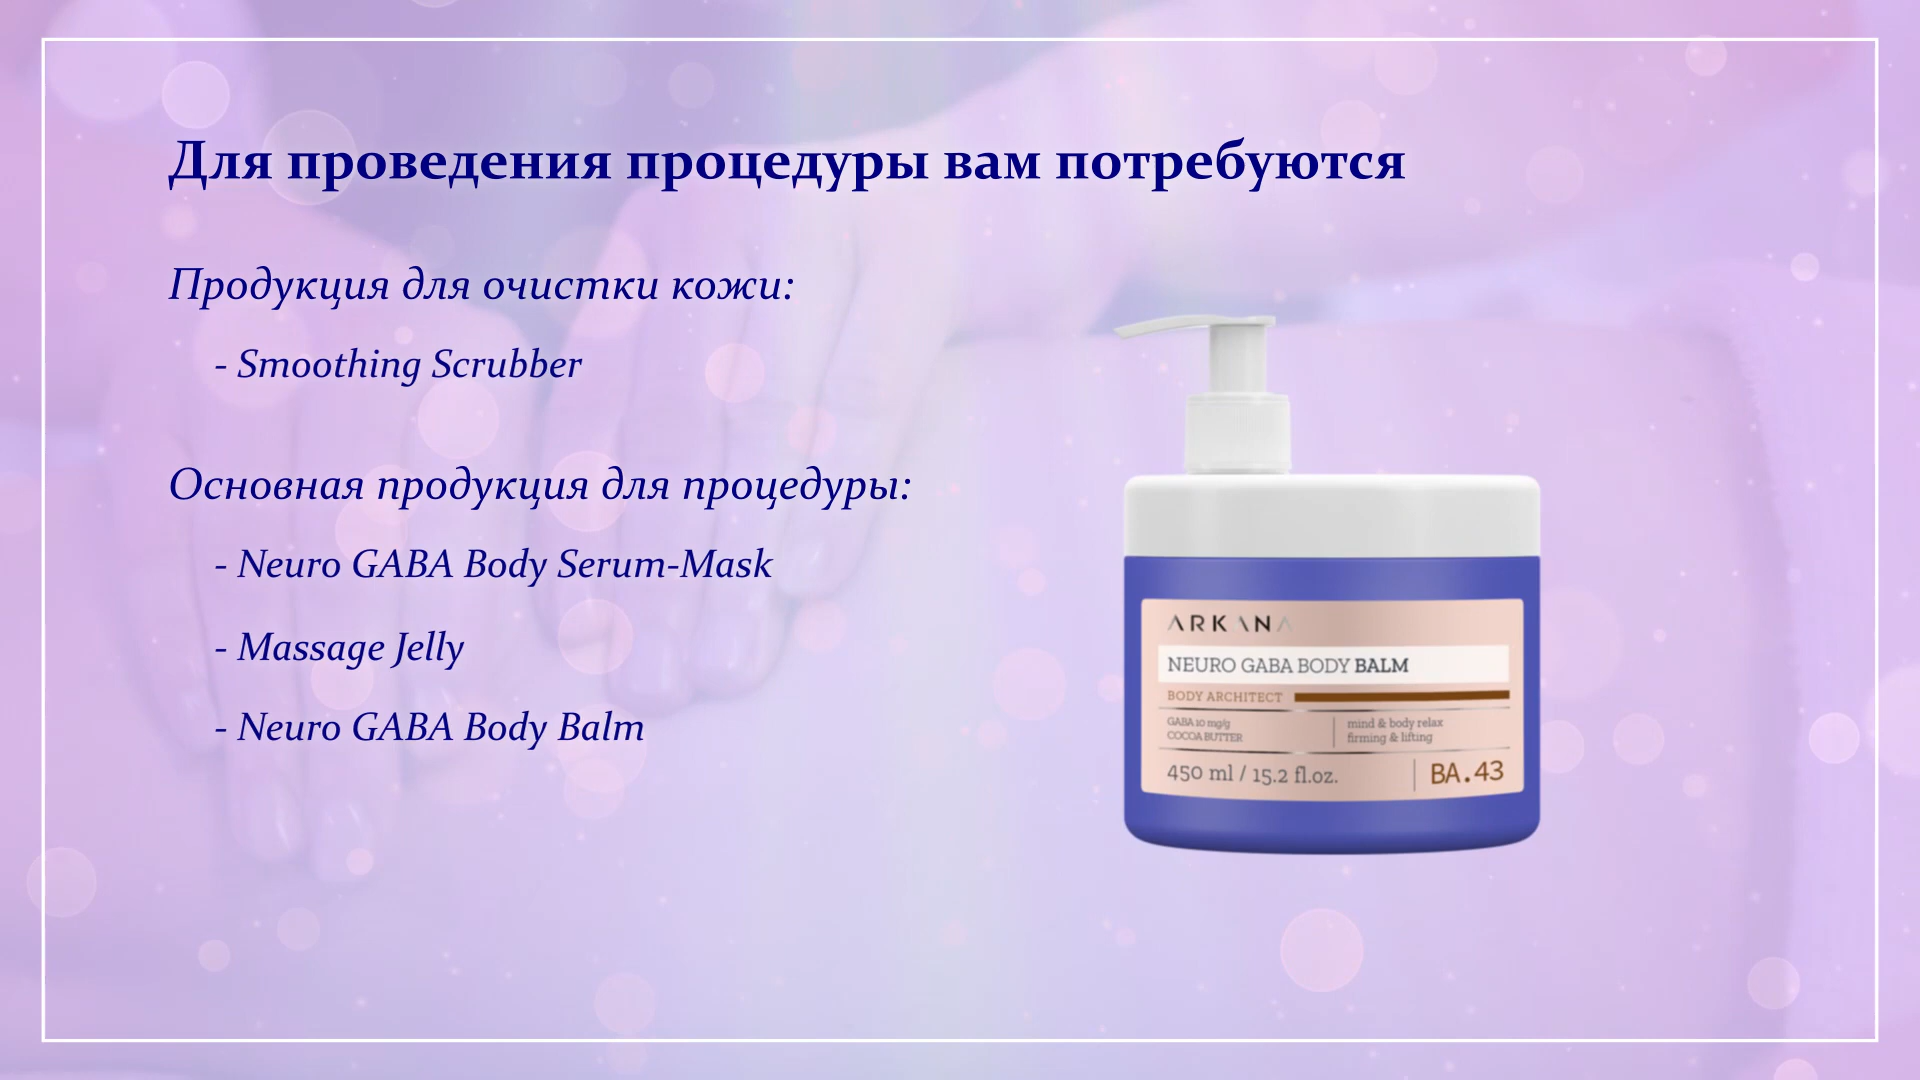 Для проведения процедуры вам потребуются
Продукция для очистки кожи:
- Smoothing Scrubber
Основная продукция для процедуры:
- Neuro GABA Body Serum-Mask
- Massage Jelly
- Neuro GABA Body Balm
ARKANA
NEURO GABA BODY BALM
BODY ARCHITECT
GABA 10 mg/g
COCOA BUTTER
mind & body relax
firming & lifting
450 ml / 15.2 fl.oz.
BA.43